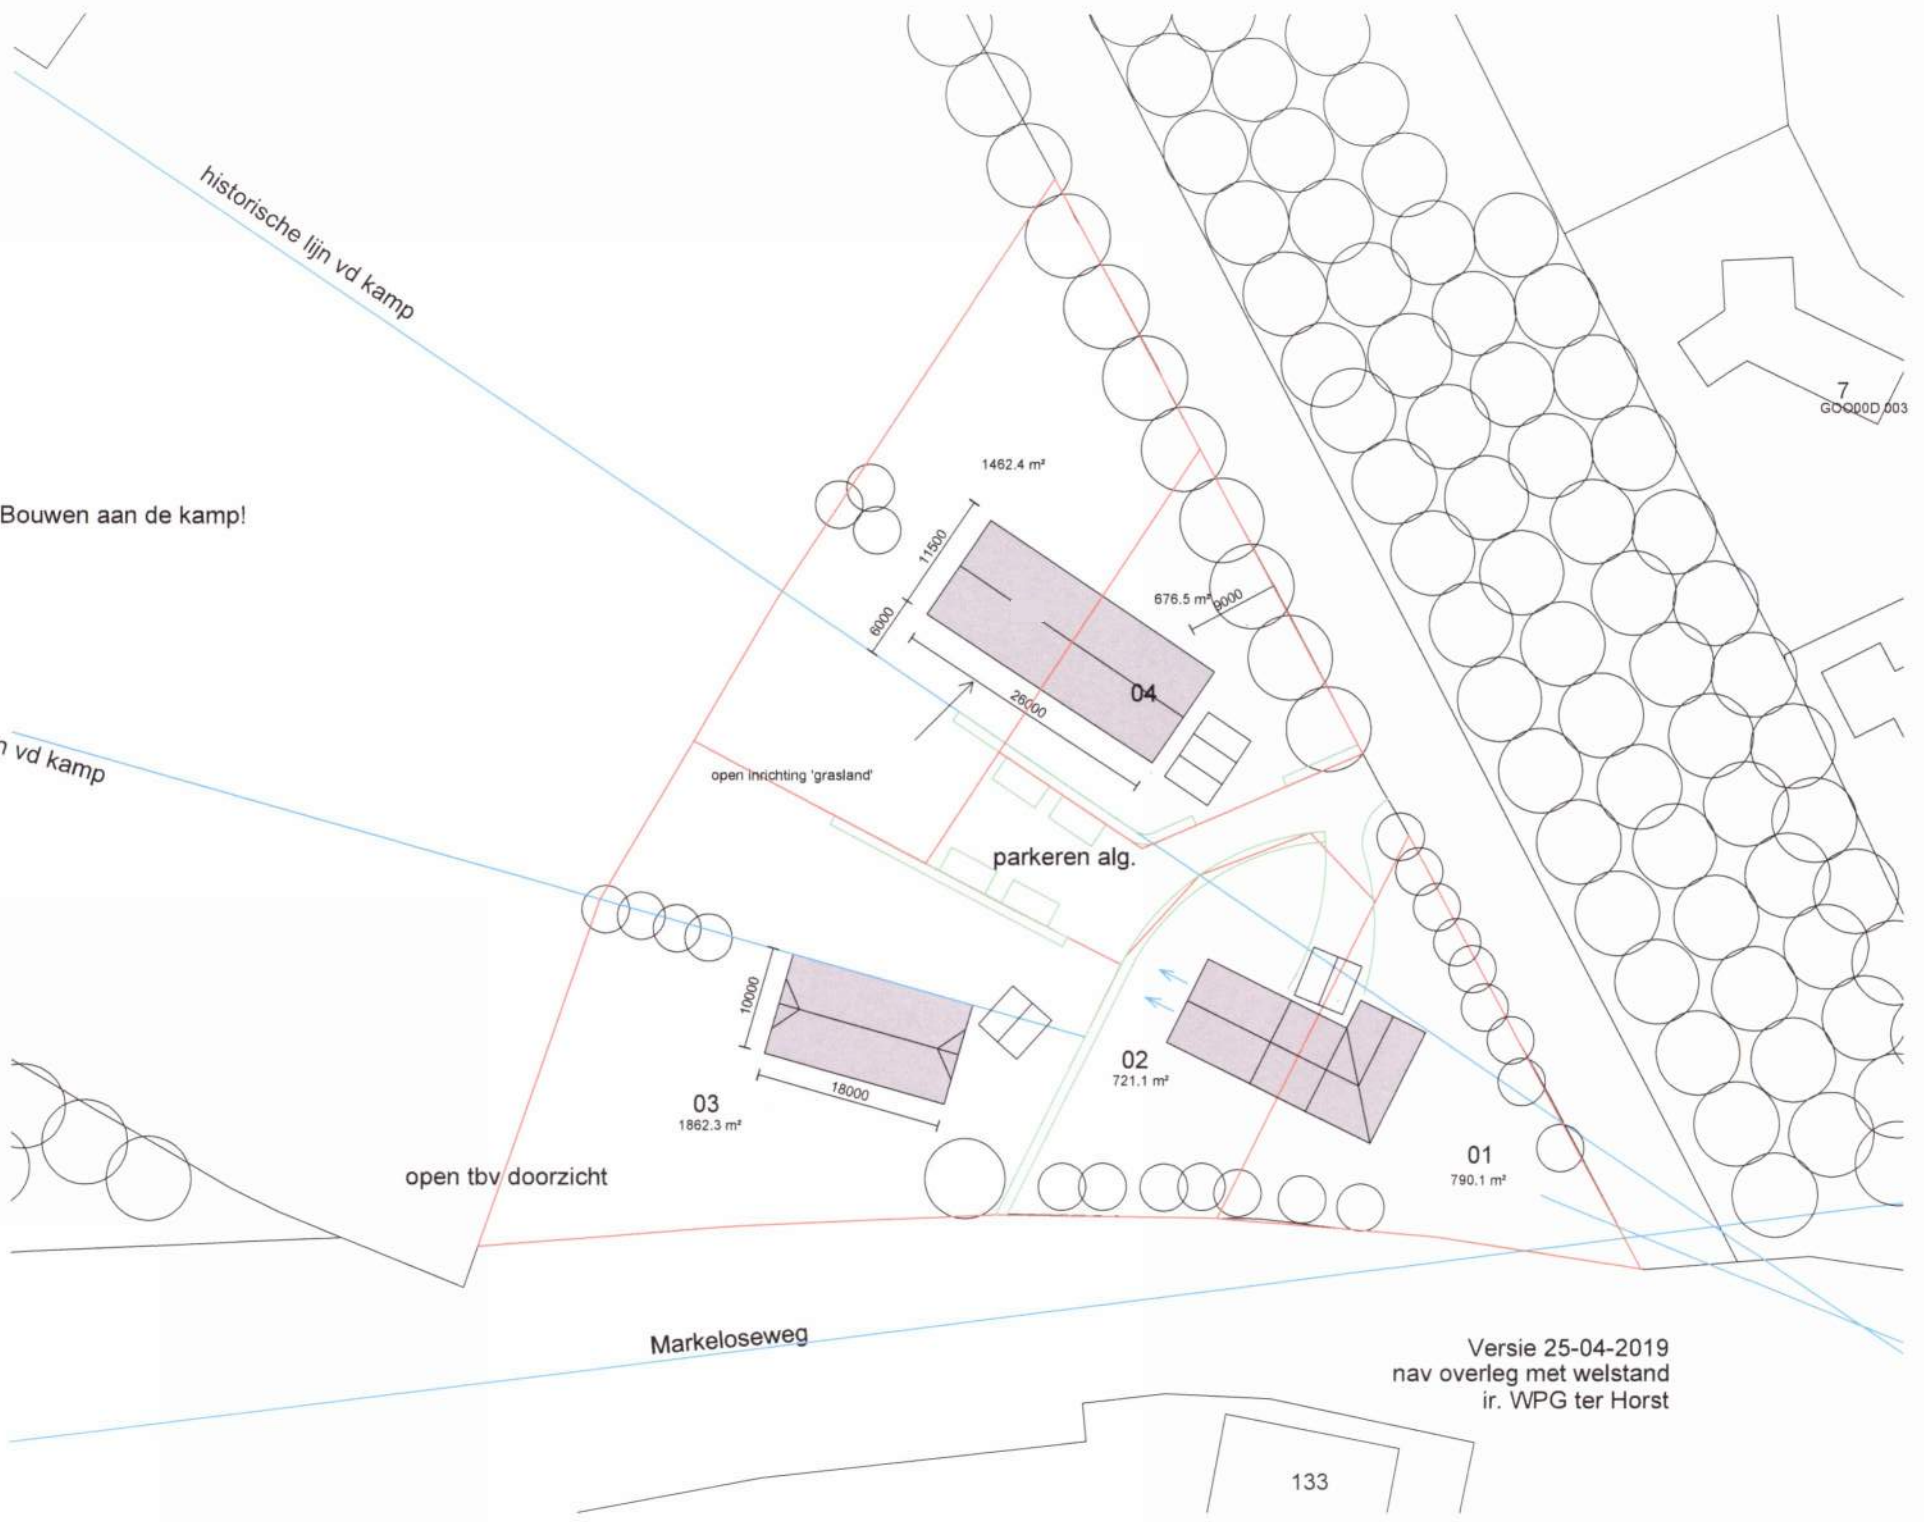 historische lijn vd kamp
7
GOO00D 003
1462.4 m²
Bouwen aan de kamp!
11500
676.5 m²
9000
6000
04
26000
vd kamp
open inrichting 'grasland'
parkeren alg.
10000
02
721.1 m²
18000
03
1862.3 m²
01
790.1 m²
open tbv doorzicht
Markeloseweg
Versie 25-04-2019
nav overleg met welstand
ir. WPG ter Horst
133